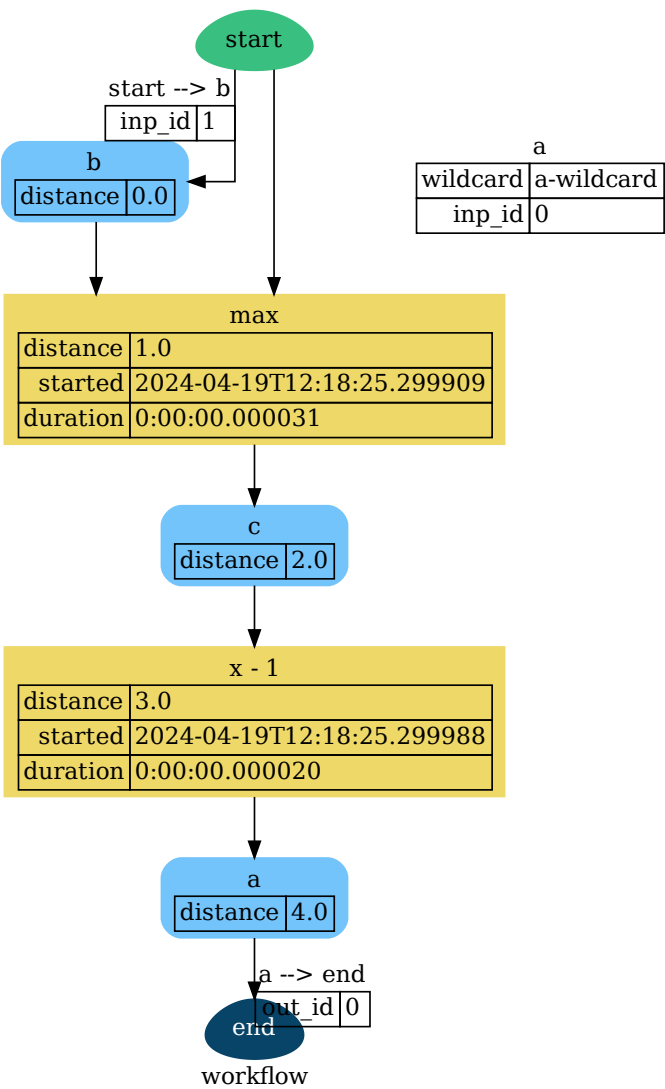 start
start --> b
inp_id 1
b
distance 0.0
a
wildcard a-wildcard
inp_id 0
max
distance 1.0
started 2024-04-19T12:18:25.299909
duration 0:00:00.000031
c
distance 2.0
x - 1
distance 3.0
started 2024-04-19T12:18:25.299988
duration 0:00:00.000020
a
distance 4.0
a --> end
out_id 0
end
workflow